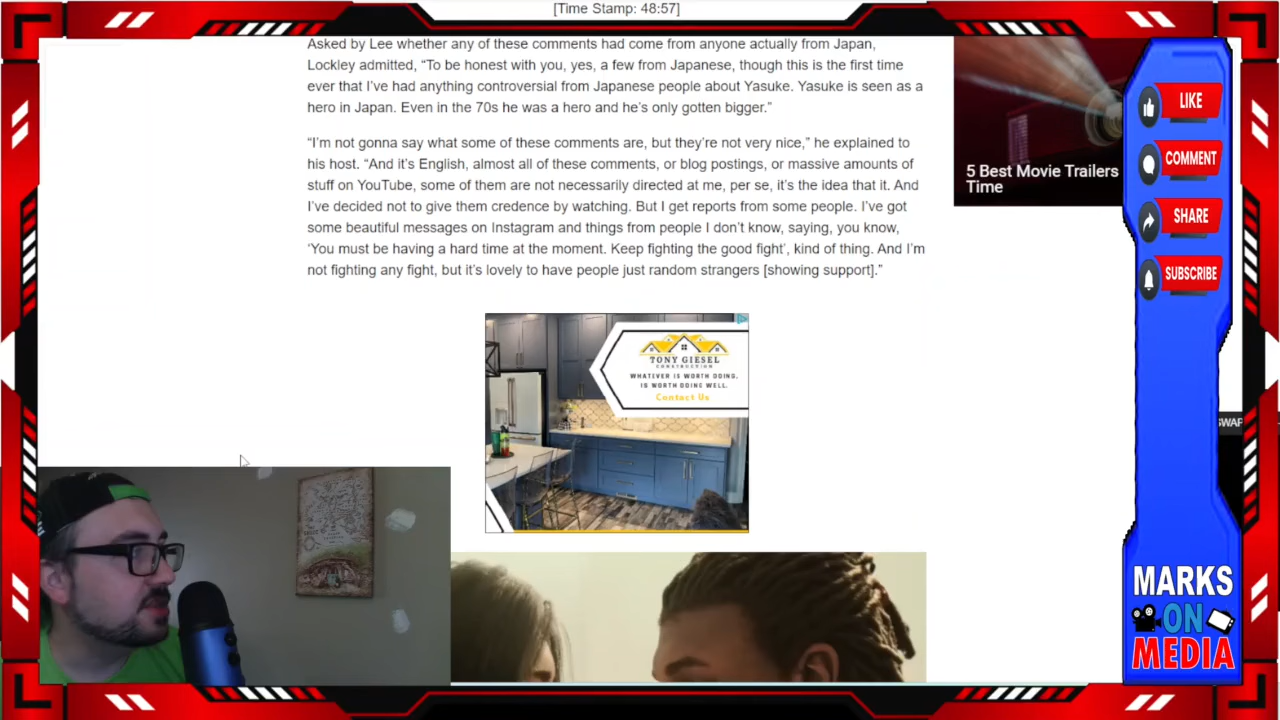 [Time Stamp: 48:57]
Asked by Lee whether any of these comments had come from anyone actually from Japan,
Lockley admitted, “To be honest with you, yes, a few from Japanese, though this is the first time
ever that I’ve had anything controversial from Japanese people about Yasuke. Yasuke is seen as a
hero in Japan. Even in the 70s he was a hero and he’s only gotten bigger.”
“I’m not gonna say what some of these comments are, but they’re not very nice,” he explained to
his host. “And it’s English, almost all of these comments, or blog postings, or massive amounts of
stuff on YouTube, some of them are not necessarily directed at me, per se, it’s the idea that it. And
I’ve decided not to give them credence by watching. But I get reports from some people. I’ve got
some beautiful messages on Instagram and things from people I don’t know, saying, you know,
‘You must be having a hard time at the moment. Keep fighting the good fight’, kind of thing. And I’m
not fighting any fight, but it’s lovely to have people just random strangers [showing support].”
5 Best Movie Trailers
Time
LIKE
COMMENT
SHARE
SUBSCRIBE
TONY GIESEL
CONSTRUCTION
WHATEVER IS WORTH DOING,
IS WORTH DOING WELL.
Contact Us
SWAP
MARKS
ON
MEDIA